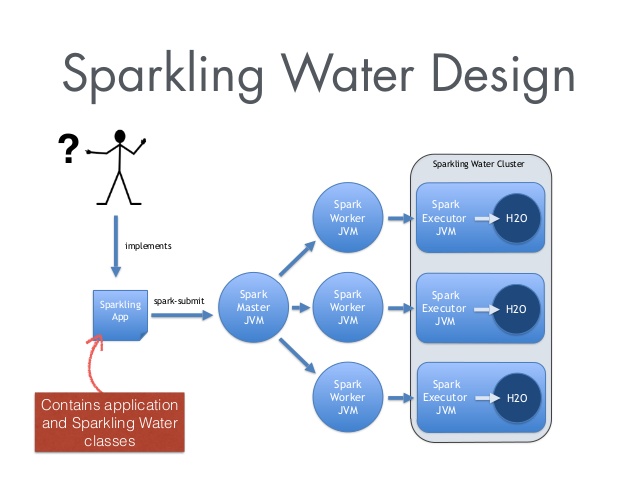 Sparkling Water Design
?
implements
Sparkling
App
spark-submit
Contains application
and Sparkling Water
classes
Spark
Master
JVM
Spark
Worker
JVM
Spark
Worker
JVM
Spark
Worker
JVM
Sparkling Water Cluster
Spark
Executor
JVM
H2O
Spark
Executor
JVM
H2O
Spark
Executor
JVM
H2O